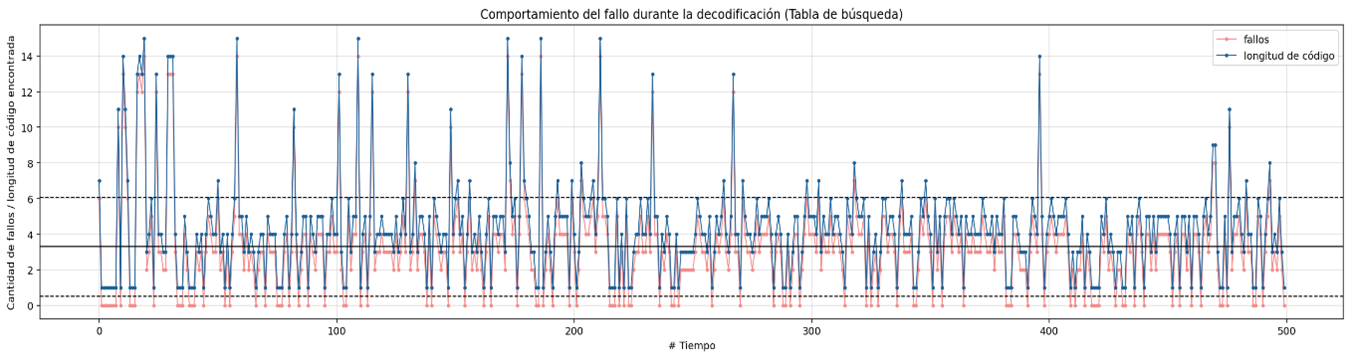 Comportamiento del fallo durante la decodificación (Tabla de búsqueda)
Cantidad de fallos / longitud de código encontrada
14
12
10
8
6
4
2
0
fallos
longitud de código
0
100
200
300
400
500
# Tiempo